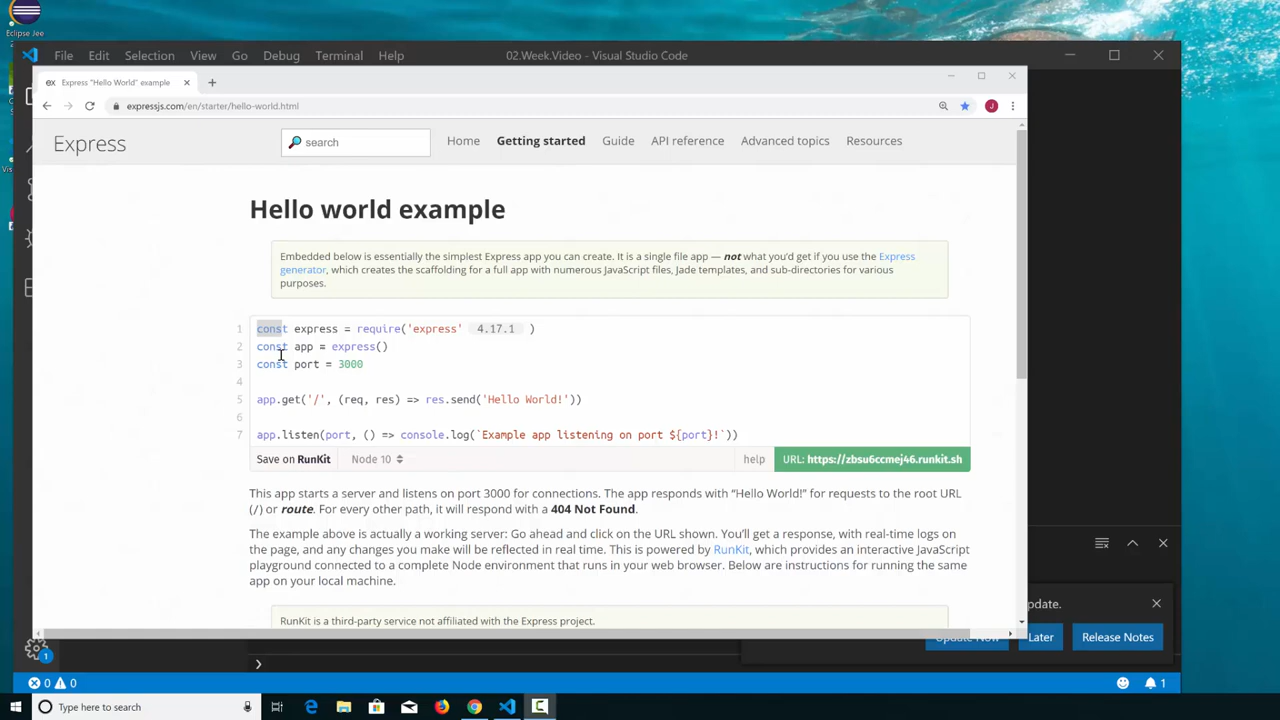 Eclipse Jee
File Edit Selection View Go Debug Terminal Help
02.Week.Video - Visual Studio Code
Express "Hello World" example
expressjs.com/en/starter/hello-world.html
J
Express
search
Home Getting started Guide API reference Advanced topics Resources
Hello world example
Embedded below is essentially the simplest Express app you can create. It is a single file app — not what you'd get if you use the Express
generator, which creates the scaffolding for a full app with numerous JavaScript files, Jade templates, and sub-directories for various
purposes.
1 const express = require('express' 4.17.1 )
2 const app = express()
3 const port = 3000
4
5 app.get('/', (req, res) => res.send('Hello World!'))
6
7 app.listen(port, () => console.log(`Example app listening on port ${port}!`))
Save on RunKit Node 10 help URL: https://zbsu6ccmej46.runkit.sh
This app starts a server and listens on port 3000 for connections. The app responds with “Hello World!” for requests to the root URL
(/) or route. For every other path, it will respond with a 404 Not Found.
The example above is actually a working server: Go ahead and click on the URL shown. You'll get a response, with real-time logs on
the page, and any changes you make will be reflected in real time. This is powered by RunKit, which provides an interactive JavaScript
playground connected to a complete Node environment that runs in your web browser. Below are instructions for running the same
app on your local machine.
RunKit is a third-party service not affiliated with the Express project.
pdate.
Update Now Later Release Notes
1
0 0
1
Type here to search